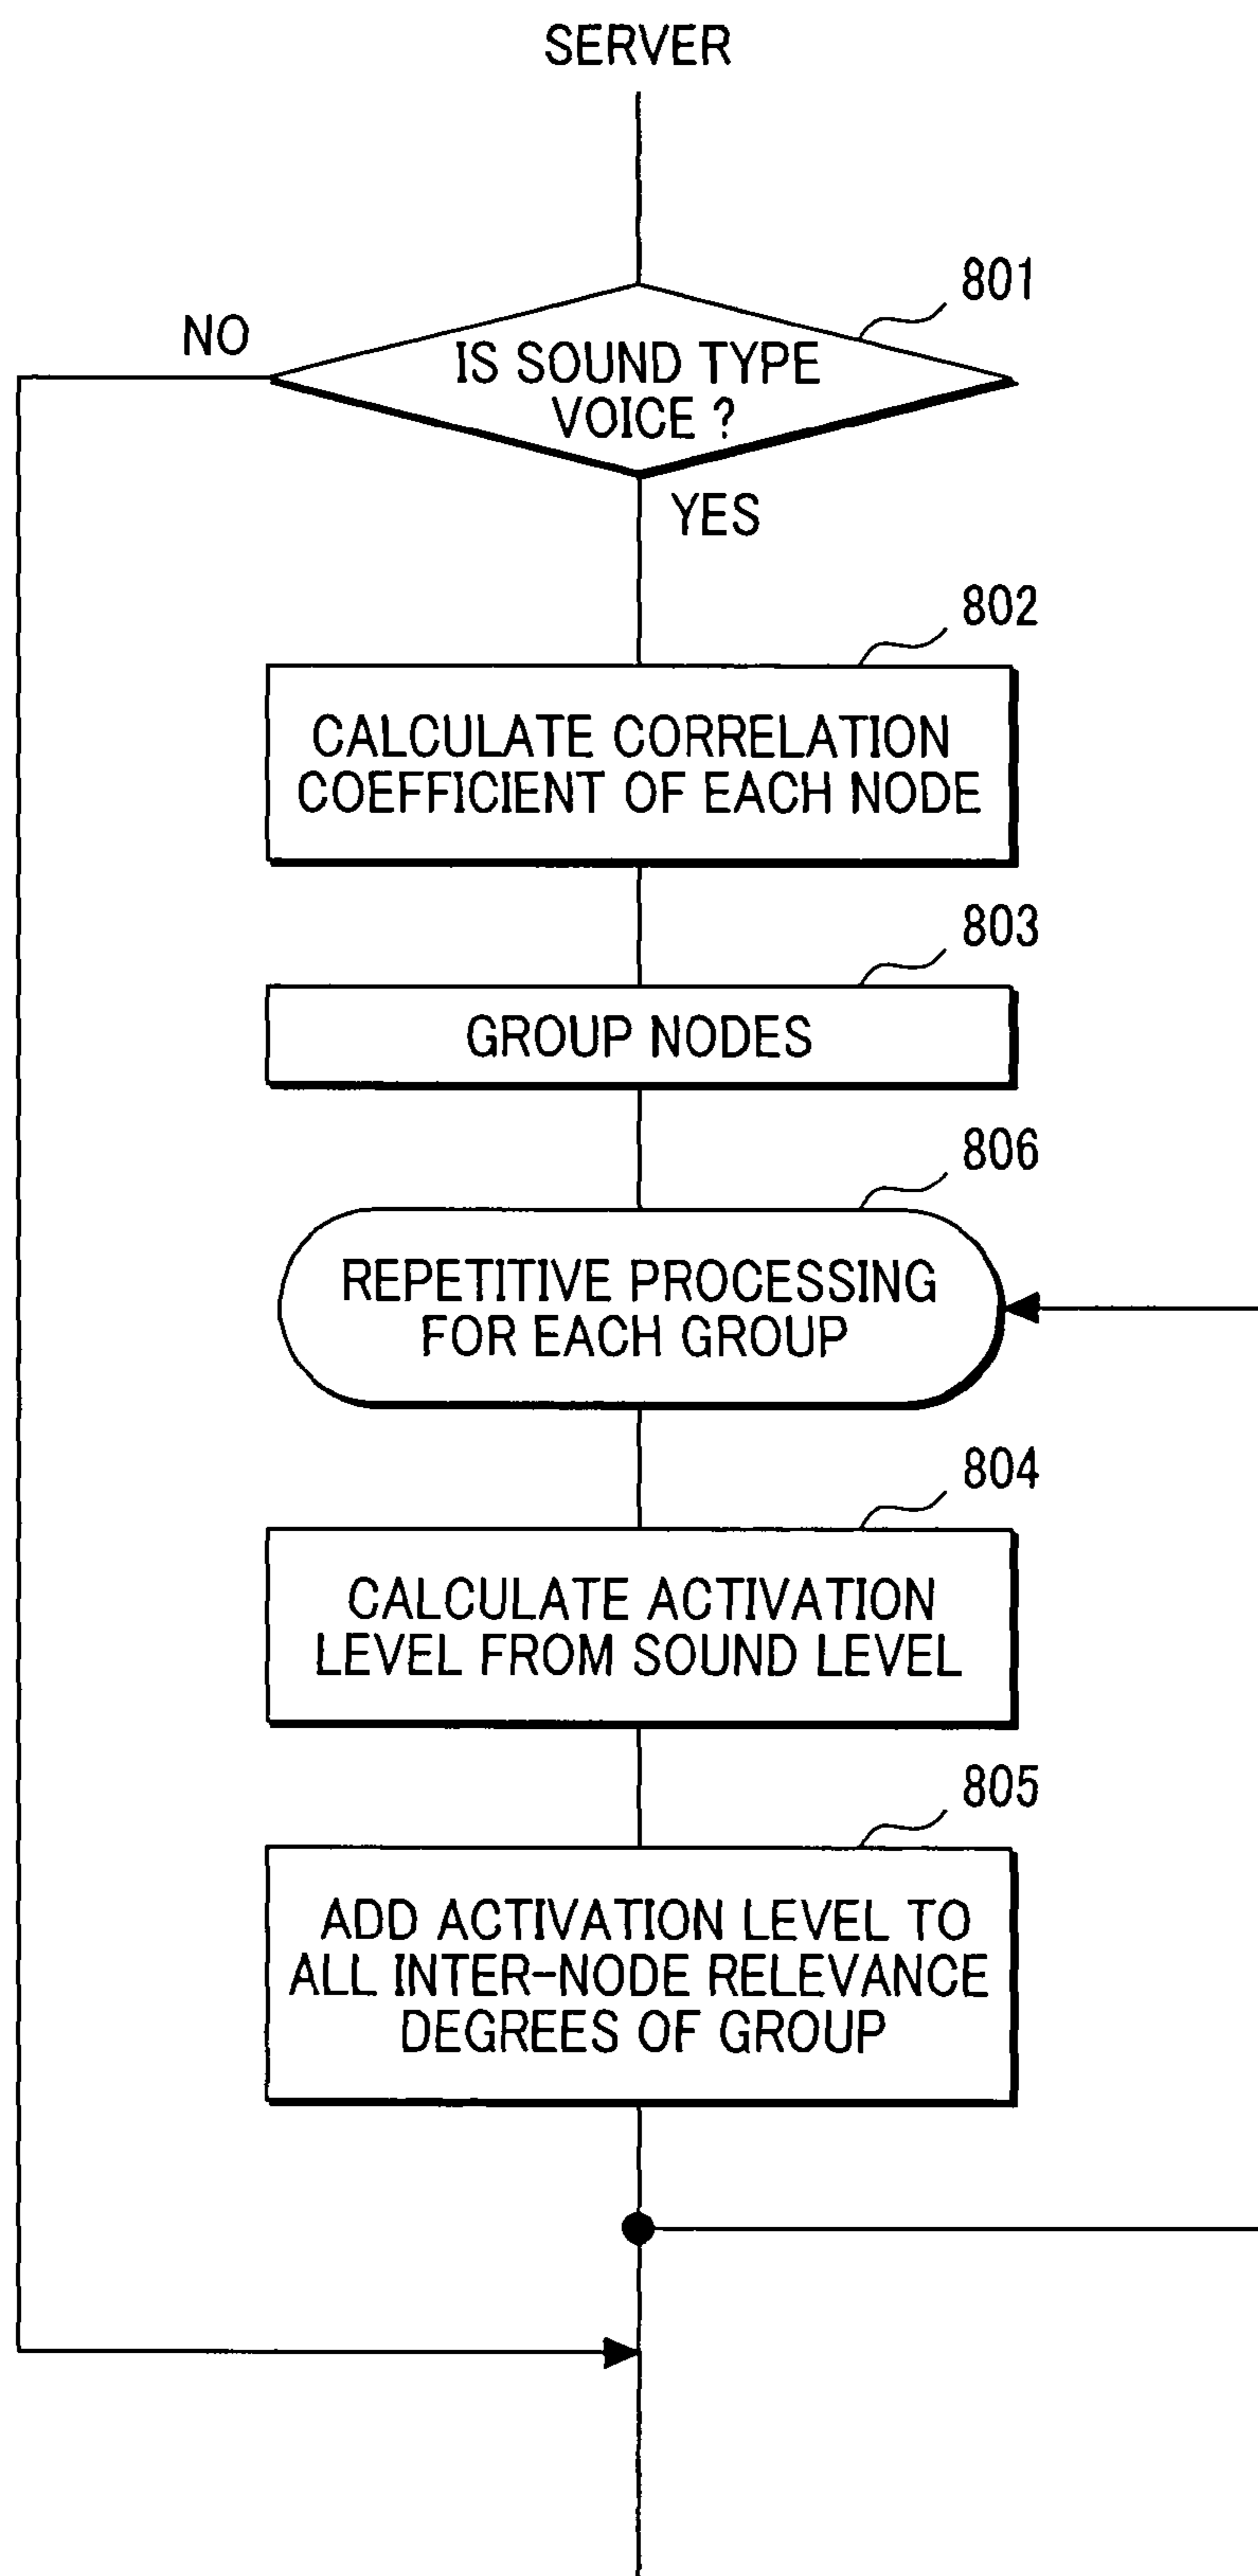 SERVER
801
NO
IS SOUND TYPE
VOICE ?
YES
802
CALCULATE CORRELATION
COEFFICIENT OF EACH NODE
803
GROUP NODES
806
REPETITIVE PROCESSING
FOR EACH GROUP
804
CALCULATE ACTIVATION
LEVEL FROM SOUND LEVEL
805
ADD ACTIVATION LEVEL TO
ALL INTER-NODE RELEVANCE
DEGREES OF GROUP